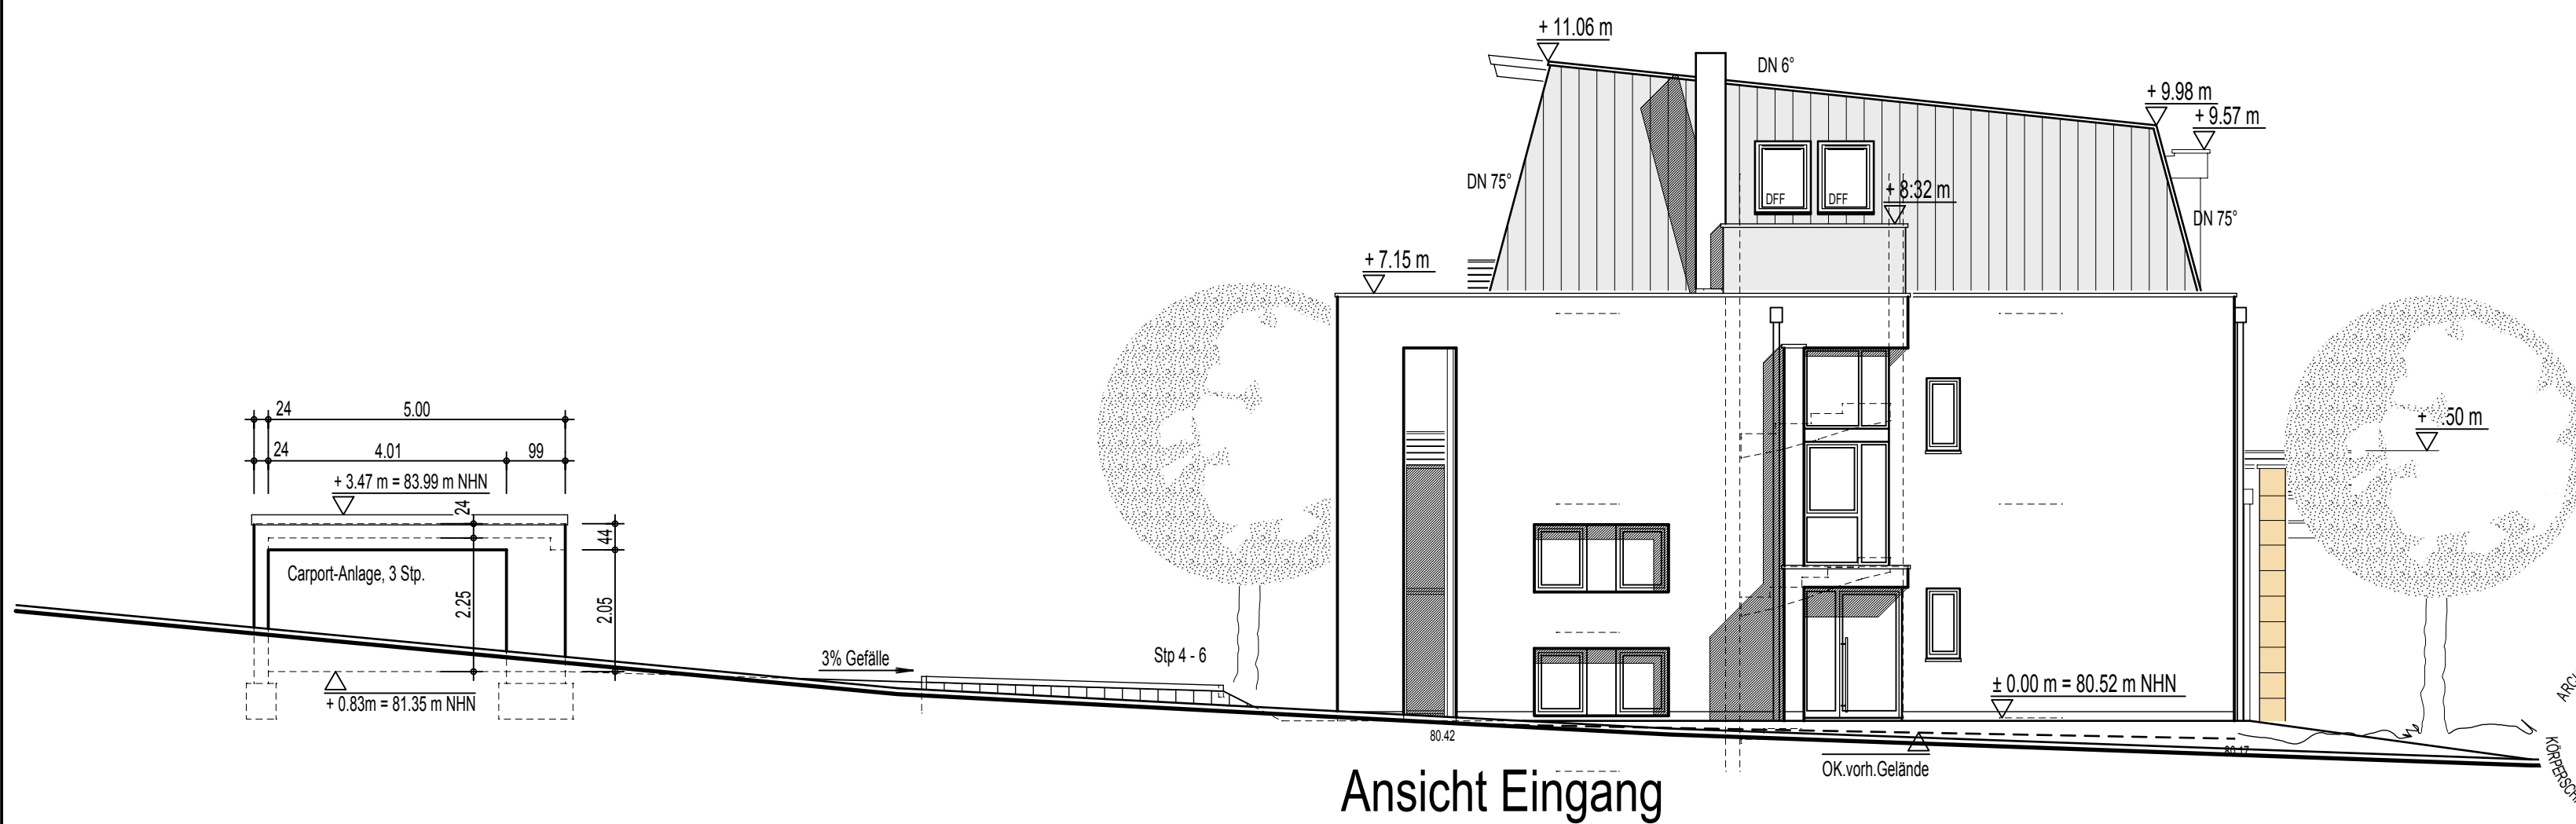 + 11.06 m
DN 6°
+ 9.98 m
+ 9.57 m
DN 75°
DFF
DFF
+ 8.32 m
DN 75°
+ 7.15 m
24
5.00
24
4.01
99
+ 3.47 m = 83.99 m NHN
24
44
Carport-Anlage, 3 Stp.
2.25
2.05
+ 0.83m = 81.35 m NHN
3% Gefälle
Stp 4 - 6
± 0.00 m = 80.52 m NHN
80.42
80.17
OK.vorh.Gelände
Ansicht Eingang